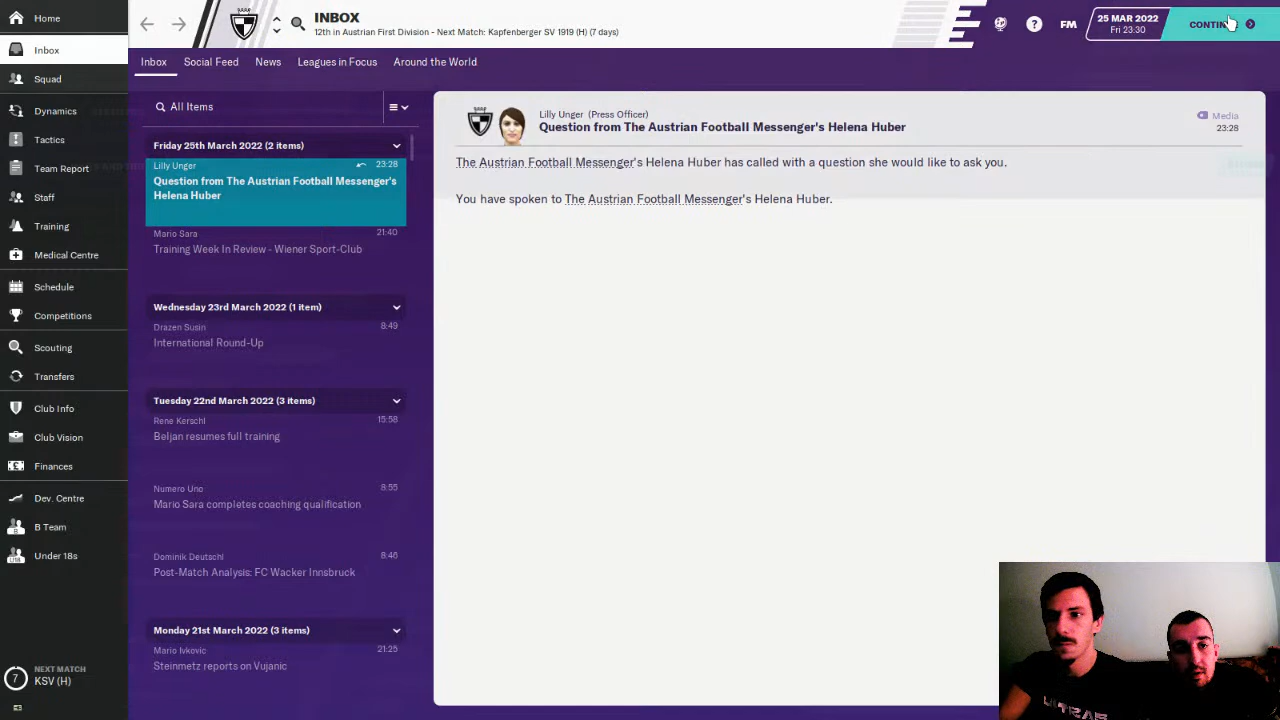 INBOX
12th in Austrian First Division - Next Match: Kapfenberger SV 1919 (H) (7 days)
FM
25 MAR 2022
Fri 23:30
Home
Inbox
Squad
Dynamics
Tactics
Team Report
Staff
Training
Medical Centre
Schedule
Competitions
Scouting
Transfers
Club Info
Club Vision
Finances
Dev. Centre
B Team
Under 18s
NEXT MATCH
7
KSV (H)
Inbox
Social Feed
News
Leagues in Focus
Around the World
All Items
Friday 25th March 2022 (2 items)
Lilly Unger
23:28
Question from The Austrian Football Messenger's
Helena Huber
Mario Sara
21:40
Training Week In Review - Wiener Sport-Club
Wednesday 23rd March 2022 (1 item)
Drazen Susin
8:49
International Round-Up
Tuesday 22nd March 2022 (3 items)
Rene Kerschl
15:58
Beljan resumes full training
Numero Uno
8:55
Mario Sara completes coaching qualification
Dominik Deutschl
8:46
Post-Match Analysis: FC Wacker Innsbruck
Monday 21st March 2022 (3 items)
Mario Ivkovic
21:25
Steinmetz reports on Vujanic
Lilly Unger (Press Officer)
Question from The Austrian Football Messenger's Helena Huber
Media
23:28
The Austrian Football Messenger's Helena Huber has called with a question she would like to ask you.
You have spoken to The Austrian Football Messenger's Helena Huber.